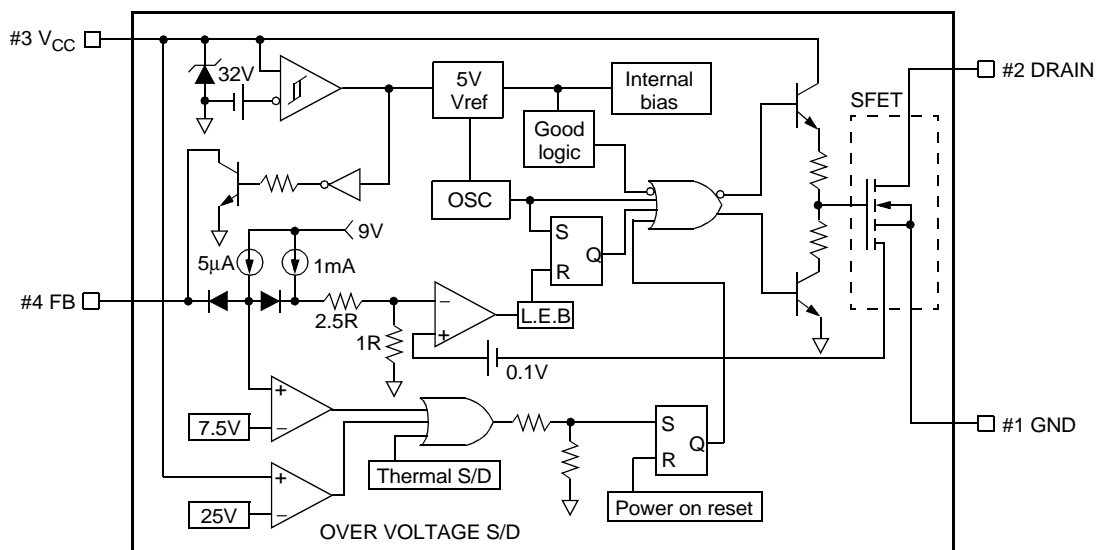 #3 VCC
#2 DRAIN
32V
5V
Vref
Internal
bias
SFET
Good
logic
OSC
S
Q
R
9V
5μA
1mA
#4 FB
2.5R
1R
−
+
L.E.B
0.1V
+
−
7.5V
Thermal S/D
S
Q
R
#1 GND
+
−
25V
Power on reset
OVER VOLTAGE S/D